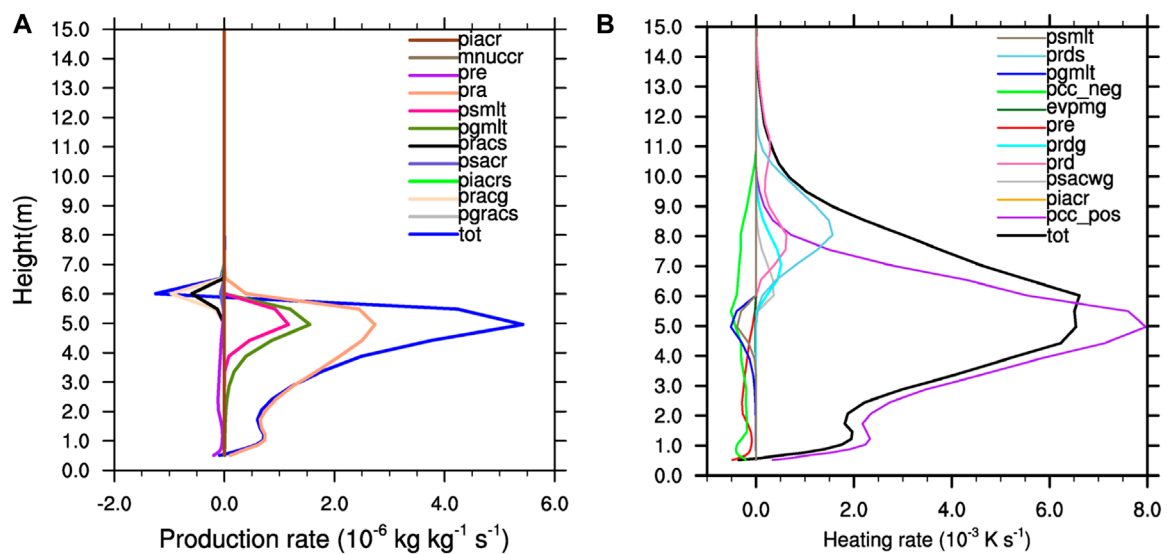 A
Height(m)
15.0
14.0
13.0
12.0
11.0
10.0
9.0
8.0
7.0
6.0
5.0
4.0
3.0
2.0
1.0
0.0
piacr
mnuccr
pre
pra
psmlt
pgmlt
pracs
psacr
piacrs
pracg
pgracs
tot
-2.0 0.0 2.0 4.0 6.0
Production rate (10⁻⁶ kg kg⁻¹ s⁻¹)
B
15.0
14.0
13.0
12.0
11.0
10.0
9.0
8.0
7.0
6.0
5.0
4.0
3.0
2.0
1.0
0.0
psmlt
prds
pgmlt
pcc_neg
evpmg
pre
prdg
prd
psacwg
piacr
pcc_pos
tot
0.0 2.0 4.0 6.0 8.0
Heating rate (10⁻³ K s⁻¹)